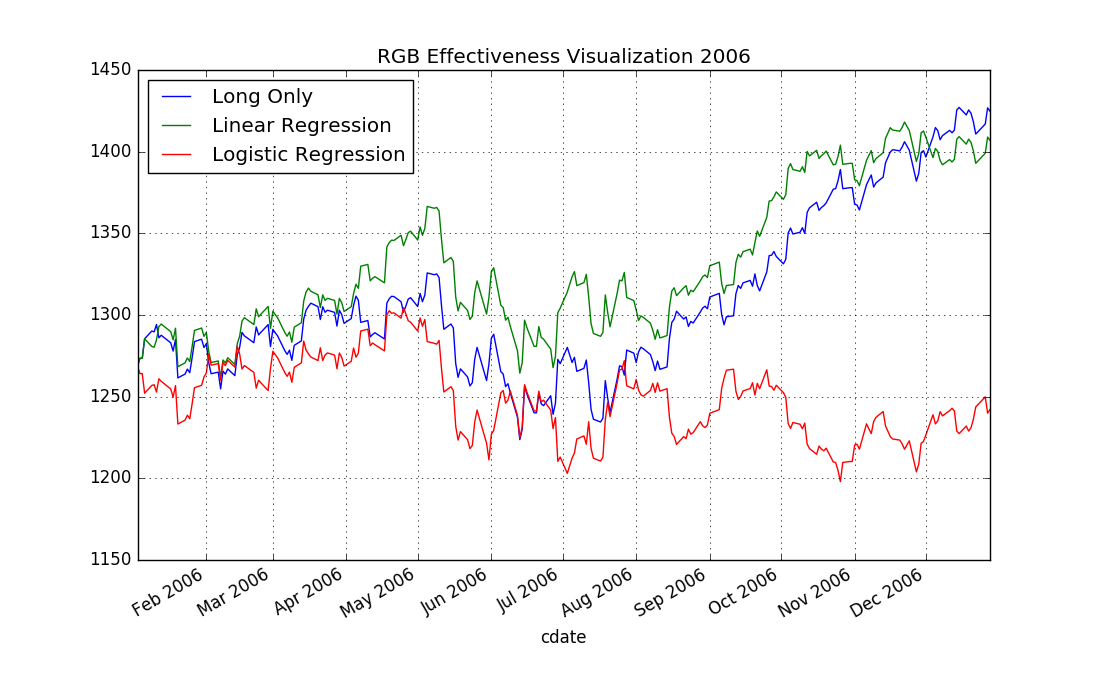 RGB Effectiveness Visualization 2006
1450
1400
1350
1300
1250
1200
1150
Long Only
Linear Regression
Logistic Regression
Feb 2006
Mar 2006
Apr 2006
May 2006
Jun 2006
Jul 2006
Aug 2006
Sep 2006
Oct 2006
Nov 2006
Dec 2006
cdate